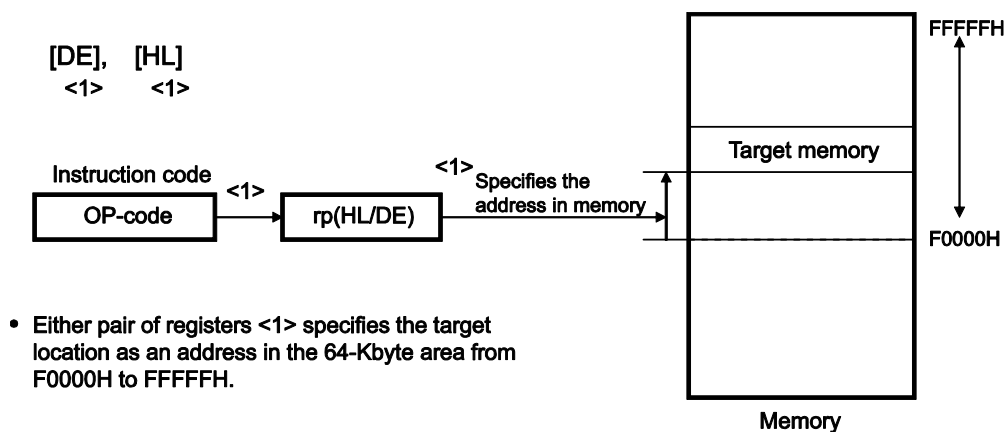 [DE], [HL]
<1> <1>
Instruction code
OP-code
<1>
rp(HL/DE)
<1>
Specifies the
address in memory
Target memory
FFFFFH
F0000H
Memory
• Either pair of registers <1> specifies the target
location as an address in the 64-Kbyte area from
F0000H to FFFFFH.